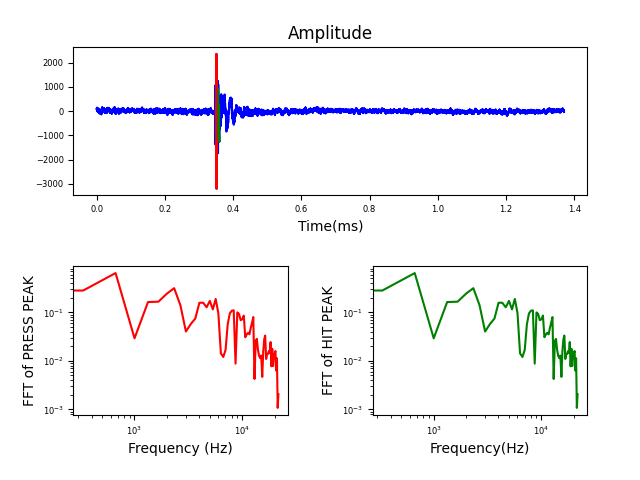 Amplitude
2000
1000
0
−1000
−2000
−3000
0.0 0.2 0.4 0.6 0.8 1.0 1.2 1.4
Time(ms)
FFT of PRESS PEAK
10⁻¹
10⁻²
10⁻³
10³ 10⁴
Frequency (Hz)
FFT of HIT PEAK
10⁻¹
10⁻²
10⁻³
10³ 10⁴
Frequency(Hz)